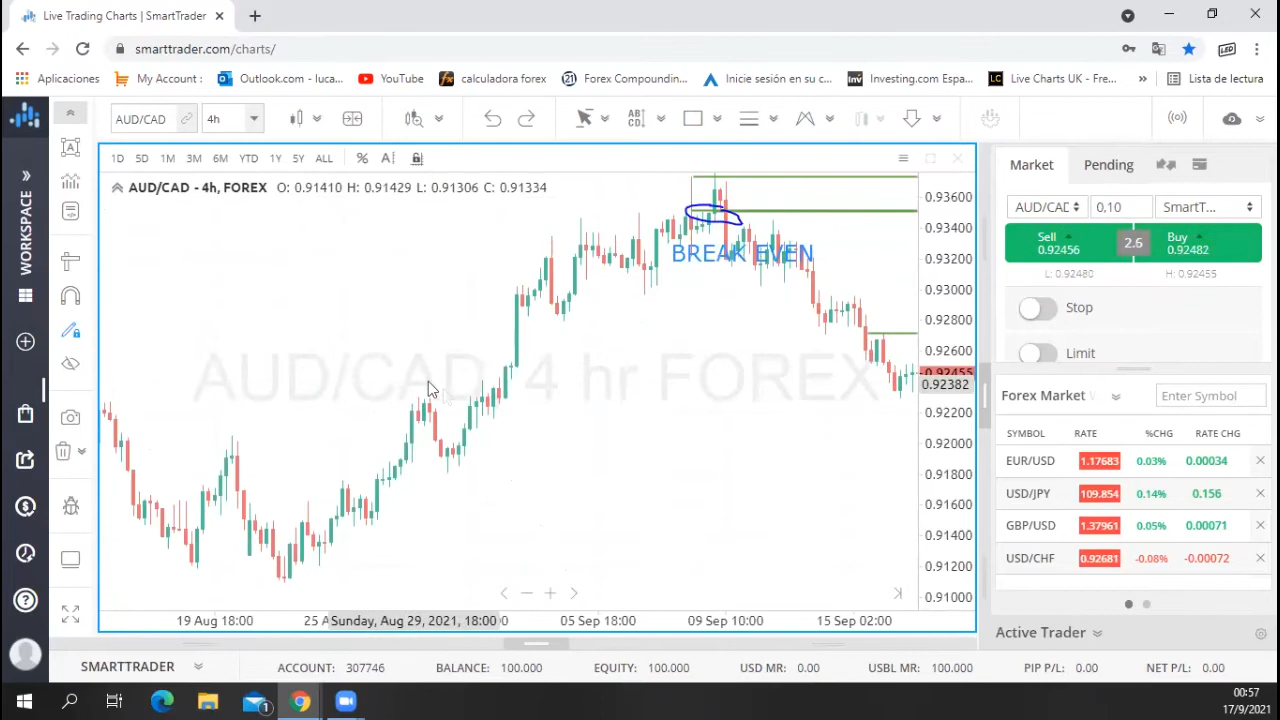 Live Trading Charts | SmartTrader
smarttrader.com/charts/
Aplicaciones My Account : Outlook.com - luca... YouTube calculadora forex Forex Compoundin... Inicie sesión en su c... Investing.com Espa... Live Charts UK - Fre... » Lista de lectura
AUD/CAD 4h
1D 5D 1M 3M 6M YTD 1Y 5Y ALL %
AUD/CAD - 4h, FOREX O: 0.91410 H: 0.91429 L: 0.91306 C: 0.91334
BREAK EVEN
AUD/CAD 4 hr FOREX
WORKSPACE
0.93600
0.93400
0.93200
0.93000
0.92800
0.92600
0.92455
0.92382
0.92200
0.92000
0.91800
0.91600
0.91400
0.91200
0.91000
19 Aug 18:00 25 A Sunday, Aug 29, 2021, 18:00 05 Sep 18:00 09 Sep 10:00 15 Sep 02:00
Market Pending
AUD/CAD 0,10 SmartT...
Sell 0.92456 2.6 Buy 0.92482
L: 0.92480 H: 0.92455
Stop
Limit
Forex Market Enter Symbol
SYMBOL RATE %CHG RATE CHG
EUR/USD 1.17683 0.03% 0.00034
USD/JPY 109.854 0.14% 0.156
GBP/USD 1.37961 0.05% 0.00071
USD/CHF 0.92681 -0.08% -0.00072
Active Trader
SMARTTRADER ACCOUNT: 307746 BALANCE: 100.000 EQUITY: 100.000 USD MR: 0.00 USBL MR: 100.000 PIP P/L: 0.00 NET P/L: 0.00
00:57
17/9/2021